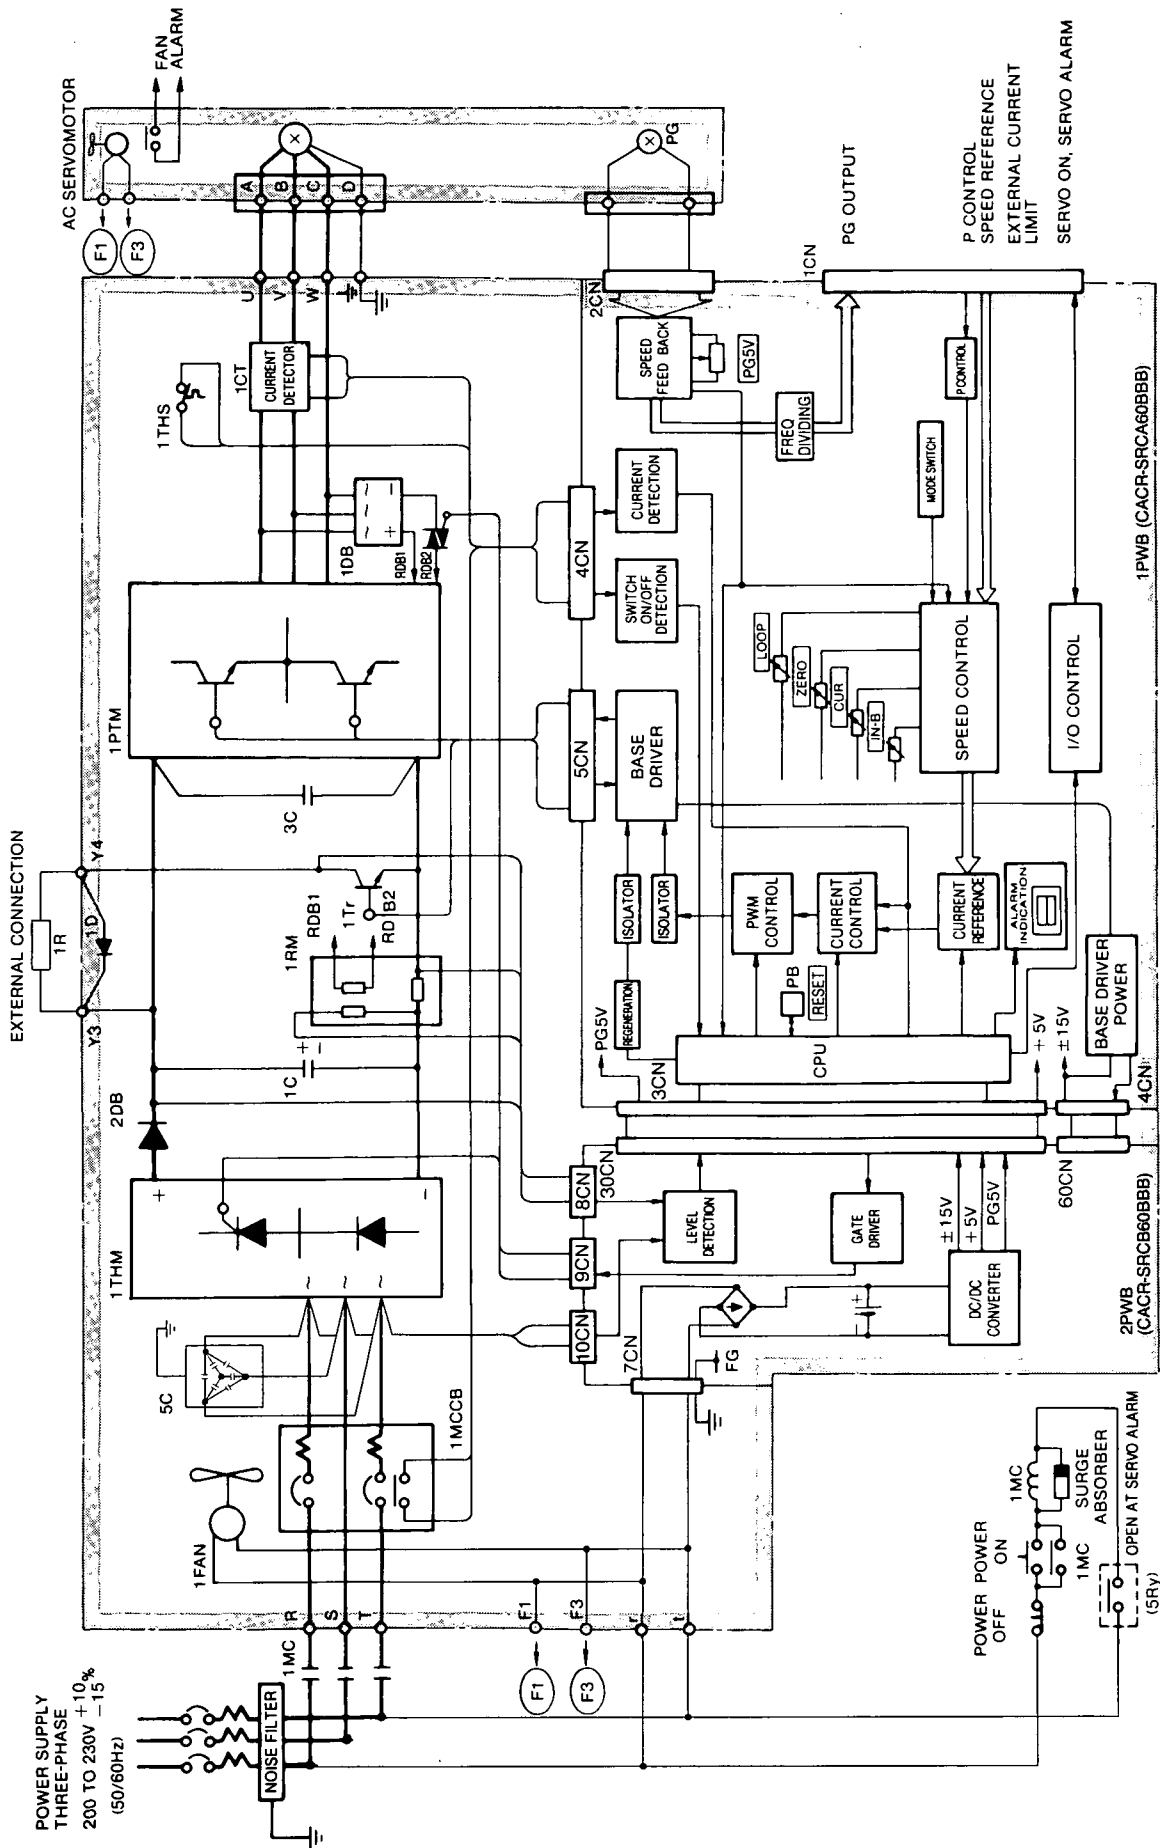 POWER SUPPLY
THREE-PHASE
200 TO 230V +10%
-15
(50/60Hz)
NOISE FILTER
1MC
R
S
T
F1
F1
F3
F3
r
t
1FAN
1MCCB
5C
1THM
+
-
~
~
~
2DB
1C
+
-
EXTERNAL CONNECTION
1R
Y3
1D
Y4
1RM
RDB1
1Tr
RD
B2
3C
1PTM
1DB
~
~
~
+
-
RDB1
RDB2
1THS
1CT
CURRENT
DETECTOR
U
V
W
AC SERVOMOTOR
F1
F3
FAN
ALARM
A
B
C
D
PG
10CN
9CN
8CN
7CN
FG
30CN
LEVEL
DETECTION
GATE
DRIVER
DC/DC
CONVERTER
+
-
±15V
+5V
PG5V
60CN
2PWB
(CACR-SRCB60BBB)
PG5V
3CN
REGENERATION
ISOLATOR
ISOLATOR
5CN
BASE
DRIVER
4CN
SWITCH
ON/OFF
DETECTION
CURRENT
DETECTION
2CN
SPEED
FEED BACK
PG5V
FREQ
DIVIDING
PG OUTPUT
CPU
PB
RESET
PWM
CONTROL
CURRENT
CONTROL
CURRENT
REFERENCE
ALARM
INDICATION
LOOP
ZERO
CUR
IN-B
SPEED CONTROL
MODE SWITCH
P CONTROL
1CN
P CONTROL
SPEED REFERENCE
EXTERNAL CURRENT
LIMIT
SERVO ON, SERVO ALARM
I/O CONTROL
+5V
±15V
BASE DRIVER
POWER
4CN
1PWB (CACR-SRCA60BBB)
POWER
OFF
POWER
ON
1MC
1MC
SURGE
ABSORBER
OPEN AT SERVO ALARM
(5Ry)